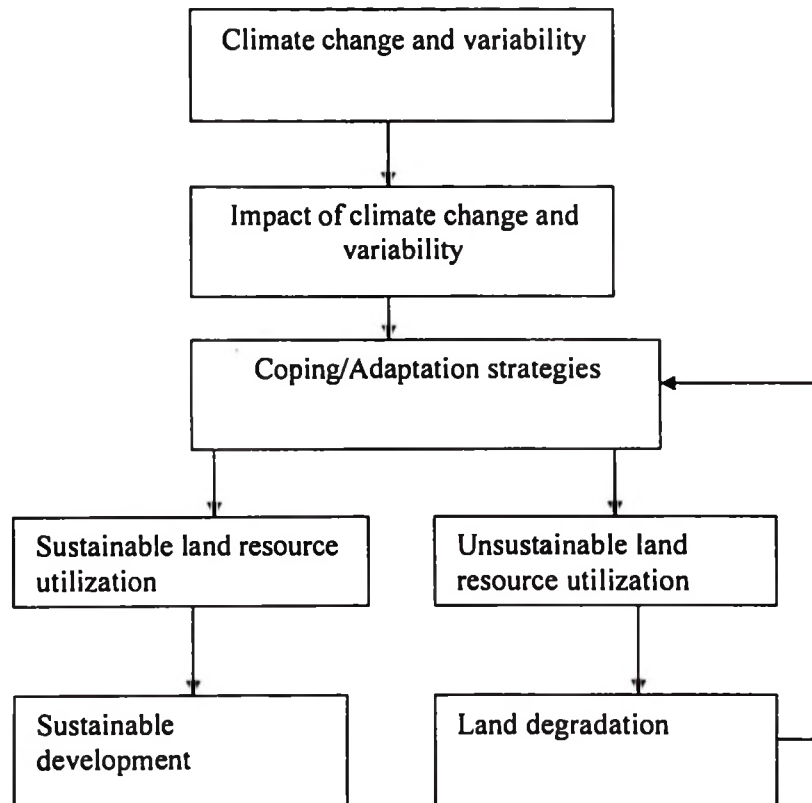 Climate change and variability
Impact of climate change and
variability
Coping/Adaptation strategies
Sustainable land resource
utilization
Unsustainable land
resource utilization
Sustainable
development
Land degradation